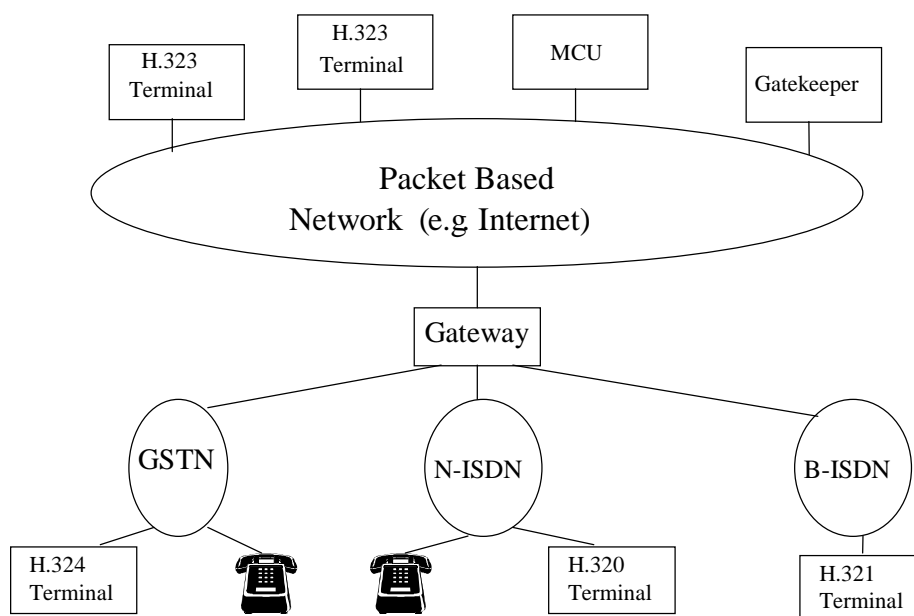 H.323
Terminal
H.323
Terminal
MCU
Gatekeeper
Packet Based
Network (e.g. Internet)
Gateway
GSTN
N-ISDN
B-ISDN
H.324
Terminal
H.320
Terminal
H.321
Terminal